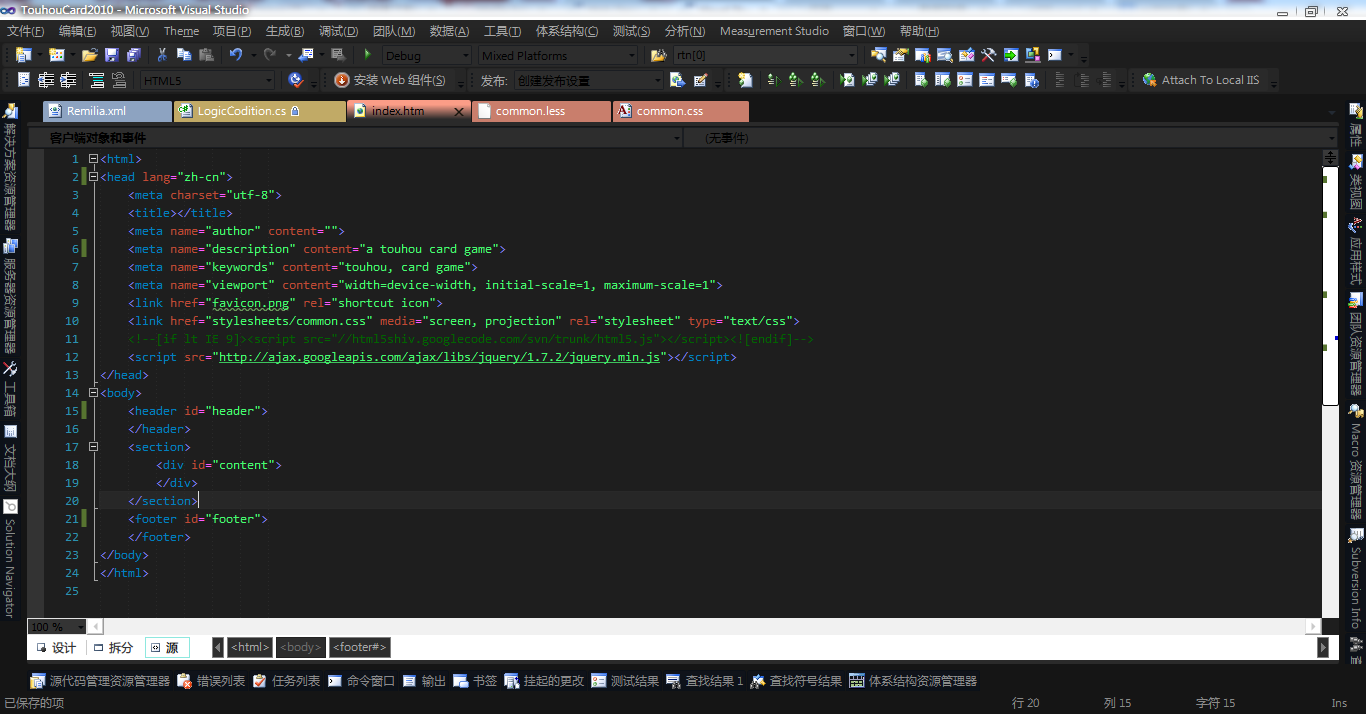 TouhouCard2010 - Microsoft Visual Studio
文件(F) 编辑(E) 视图(V) Theme 项目(P) 生成(B) 调试(D) 团队(M) 数据(A) 工具(T) 体系结构(C) 测试(S) 分析(N) Measurement Studio 窗口(W) 帮助(H)
Debug Mixed Platforms rtn[0]
HTML5 安装 Web 组件(S) 发布: 创建发布设置 Attach To Local IIS
Remilia.xml LogicCodition.cs index.htm common.less common.css
客户端对象和事件 (无事件)
1 <html>
2 <head lang="zh-cn">
3 <meta charset="utf-8">
4 <title></title>
5 <meta name="author" content="">
6 <meta name="description" content="a touhou card game">
7 <meta name="keywords" content="touhou, card game">
8 <meta name="viewport" content="width=device-width, initial-scale=1, maximum-scale=1">
9 <link href="favicon.png" rel="shortcut icon">
10 <link href="stylesheets/common.css" media="screen, projection" rel="stylesheet" type="text/css">
11 <!--[if lt IE 9]><script src="//html5shiv.googlecode.com/svn/trunk/html5.js"></script><![endif]-->
12 <script src="http://ajax.googleapis.com/ajax/libs/jquery/1.7.2/jquery.min.js"></script>
13 </head>
14 <body>
15 <header id="header">
16 </header>
17 <section>
18 <div id="content">
19 </div>
20 </section>
21 <footer id="footer">
22 </footer>
23 </body>
24 </html>
25
解决方案资源管理器
服务器资源管理器
工具箱
文档大纲
Solution Navigator
属性
类视图
应用样式
团队资源管理器
Macro 资源管理器
Subversion Info
100 %
设计 拆分 源 <html> <body> <footer#>
源代码管理资源管理器 错误列表 任务列表 命令窗口 输出 书签 挂起的更改 测试结果 查找结果 1 查找符号结果 体系结构资源管理器
已保存的项 行 20 列 15 字符 15 Ins